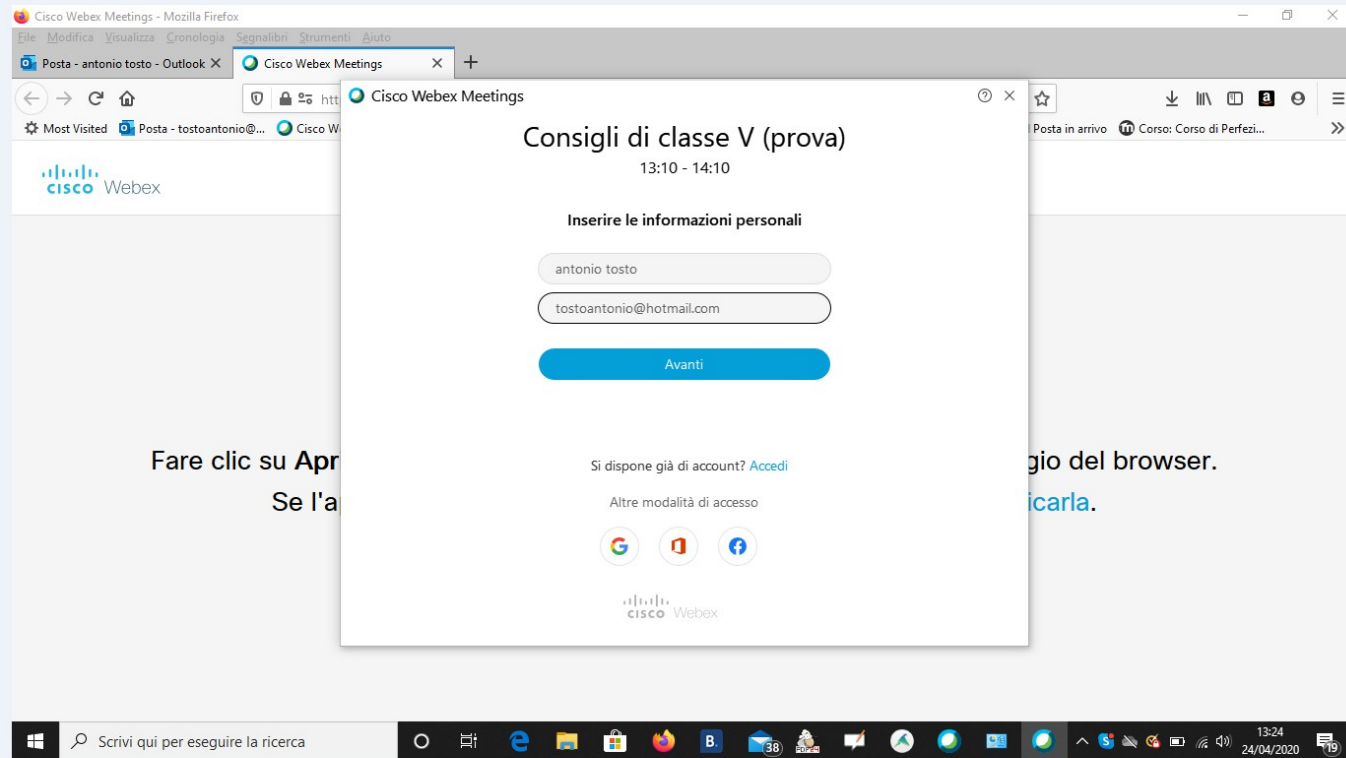 Cisco Webex Meetings - Mozilla Firefox
File Modifica Visualizza Cronologia Segnalibri Strumenti Aiuto
Posta - antonio tosto - Outlook
Cisco Webex Meetings
htt
Most Visited
Posta - tostoantonio@...
Cisco W
Posta in arrivo
Corso: Corso di Perfezi...
cisco Webex
Cisco Webex Meetings
Consigli di classe V (prova)
13:10 - 14:10
Inserire le informazioni personali
antonio tosto
tostoantonio@hotmail.com
Avanti
Si dispone già di account? Accedi
Altre modalità di accesso
cisco Webex
Fare clic su Apr
gio del browser.
Se l'a
icarla.
Scrivi qui per eseguire la ricerca
B.
38
13:24
24/04/2020
19